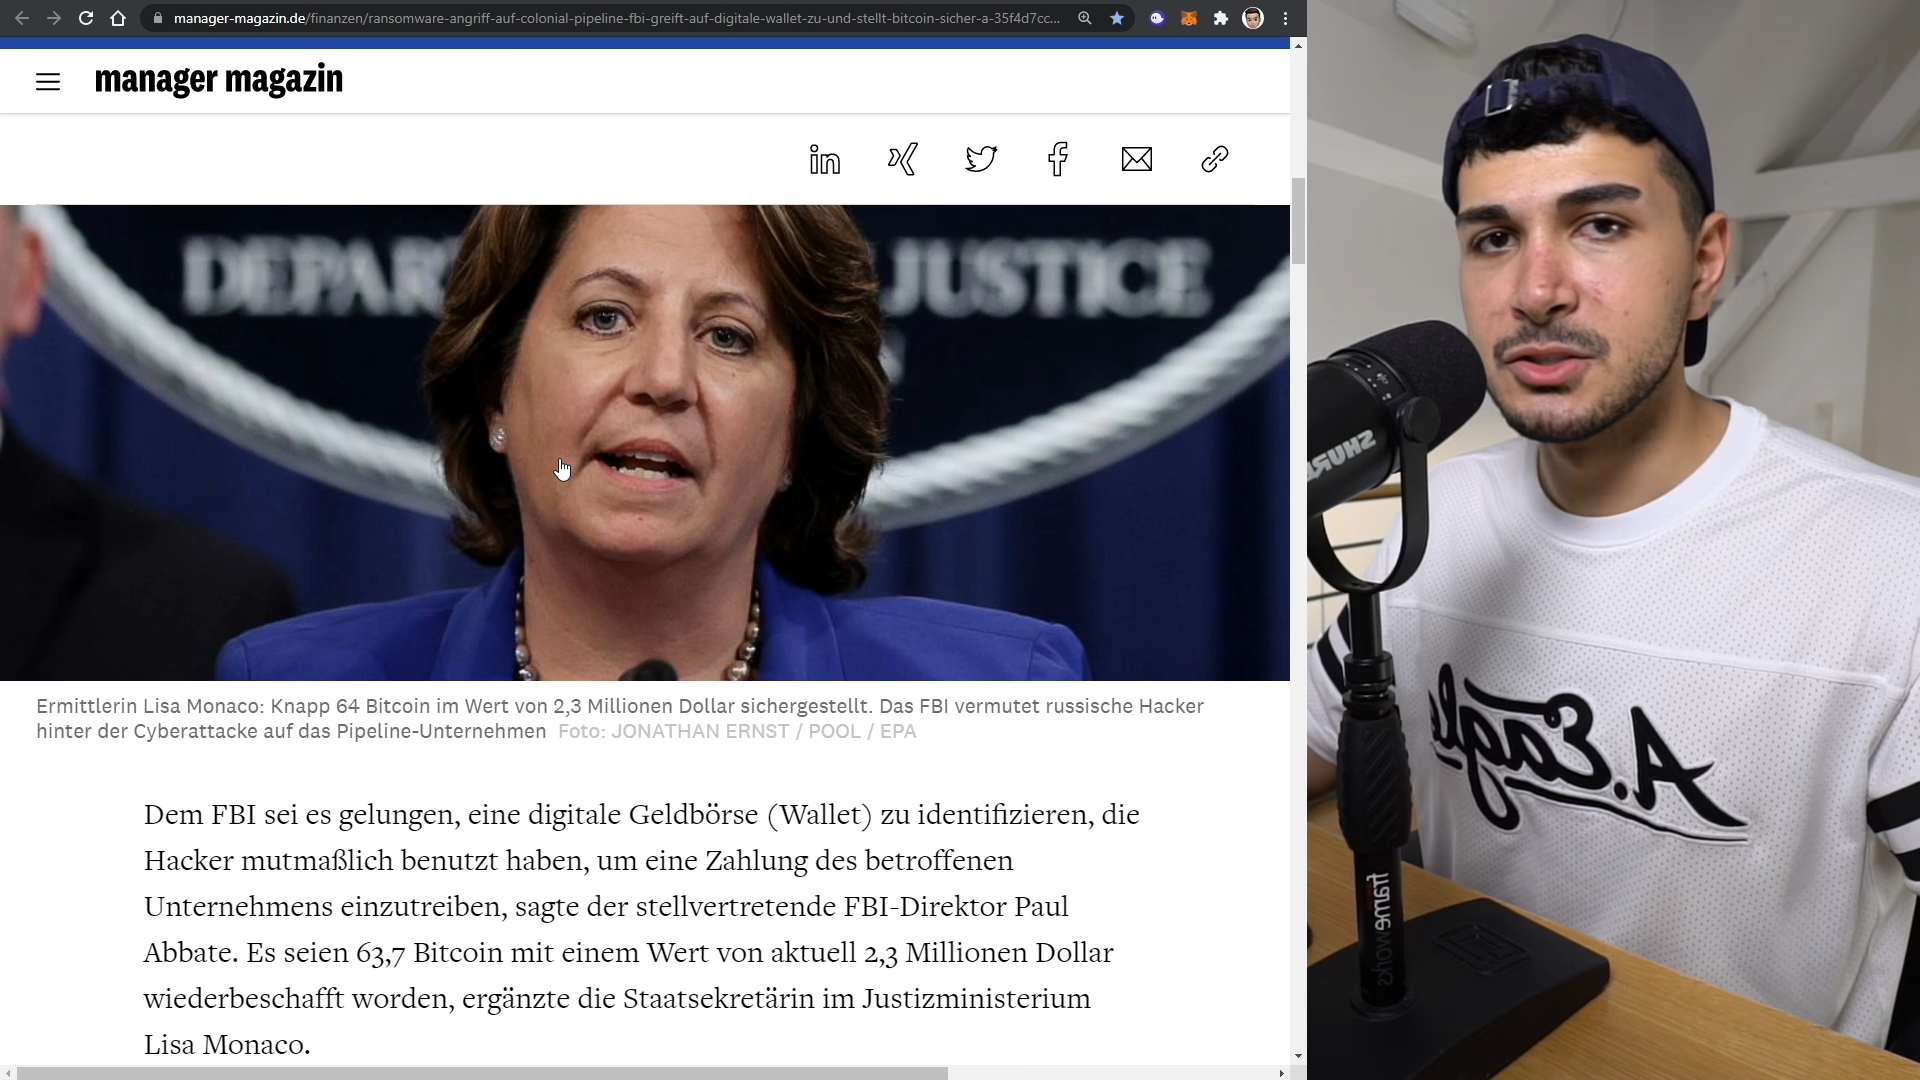 manager-magazin.de/finanzen/ransomware-angriff-auf-colonial-pipeline-fbi-greift-auf-digitale-wallet-zu-und-stellt-bitcoin-sicher-a-35f4d7cc...
manager magazin
in
DEPAR JUSTICE
Ermittlerin Lisa Monaco: Knapp 64 Bitcoin im Wert von 2,3 Millionen Dollar sichergestellt. Das FBI vermutet russische Hacker
hinter der Cyberattacke auf das Pipeline-Unternehmen Foto: JONATHAN ERNST / POOL / EPA
Dem FBI sei es gelungen, eine digitale Geldbörse (Wallet) zu identifizieren, die
Hacker mutmaßlich benutzt haben, um eine Zahlung des betroffenen
Unternehmens einzutreiben, sagte der stellvertretende FBI-Direktor Paul
Abbate. Es seien 63,7 Bitcoin mit einem Wert von aktuell 2,3 Millionen Dollar
wiederbeschafft worden, ergänzte die Staatsekretärin im Justizministerium
Lisa Monaco.
SHURE
A.Eagle
frameworks